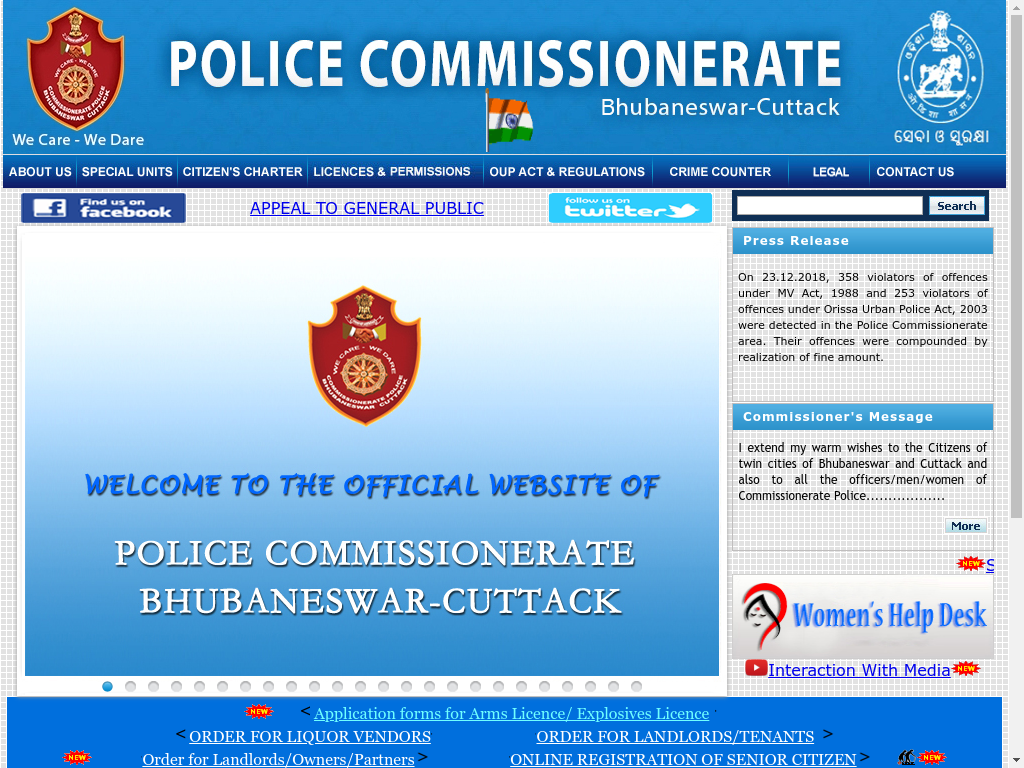 POLICE COMMISSIONERATE
Bhubaneswar-Cuttack
WE CARE - WE DARE
COMMISSIONERATE POLICE
BHUBANESWAR CUTTACK
We Care - We Dare
ସେବା ଓ ସୁରକ୍ଷା
ABOUT US SPECIAL UNITS CITIZEN'S CHARTER LICENCES & PERMISSIONS OUP ACT & REGULATIONS CRIME COUNTER LEGAL CONTACT US
Find us on
facebook
APPEAL TO GENERAL PUBLIC
follow us on
twitter
Search
Press Release
On 23.12.2018, 358 violators of offences
under MV Act, 1988 and 253 violators of
offences under Orissa Urban Police Act, 2003
were detected in the Police Commissionerate
area. Their offences were compounded by
realization of fine amount.
WE CARE - WE DARE
COMMISSIONERATE POLICE
BHUBANESWAR CUTTACK
WELCOME TO THE OFFICIAL WEBSITE OF
POLICE COMMISSIONERATE
BHUBANESWAR-CUTTACK
Commissioner's Message
I extend my warm wishes to the Citizens of
twin cities of Bhubaneswar and Cuttack and
also to all the officers/men/women of
Commissionerate Police..................
More
NEW S
Women's Help Desk
Interaction With Media NEW
NEW < Application forms for Arms Licence/ Explosives Licence
< ORDER FOR LIQUOR VENDORS ORDER FOR LANDLORDS/TENANTS >
NEW Order for Landlords/Owners/Partners > ONLINE REGISTRATION OF SENIOR CITIZEN > NEW